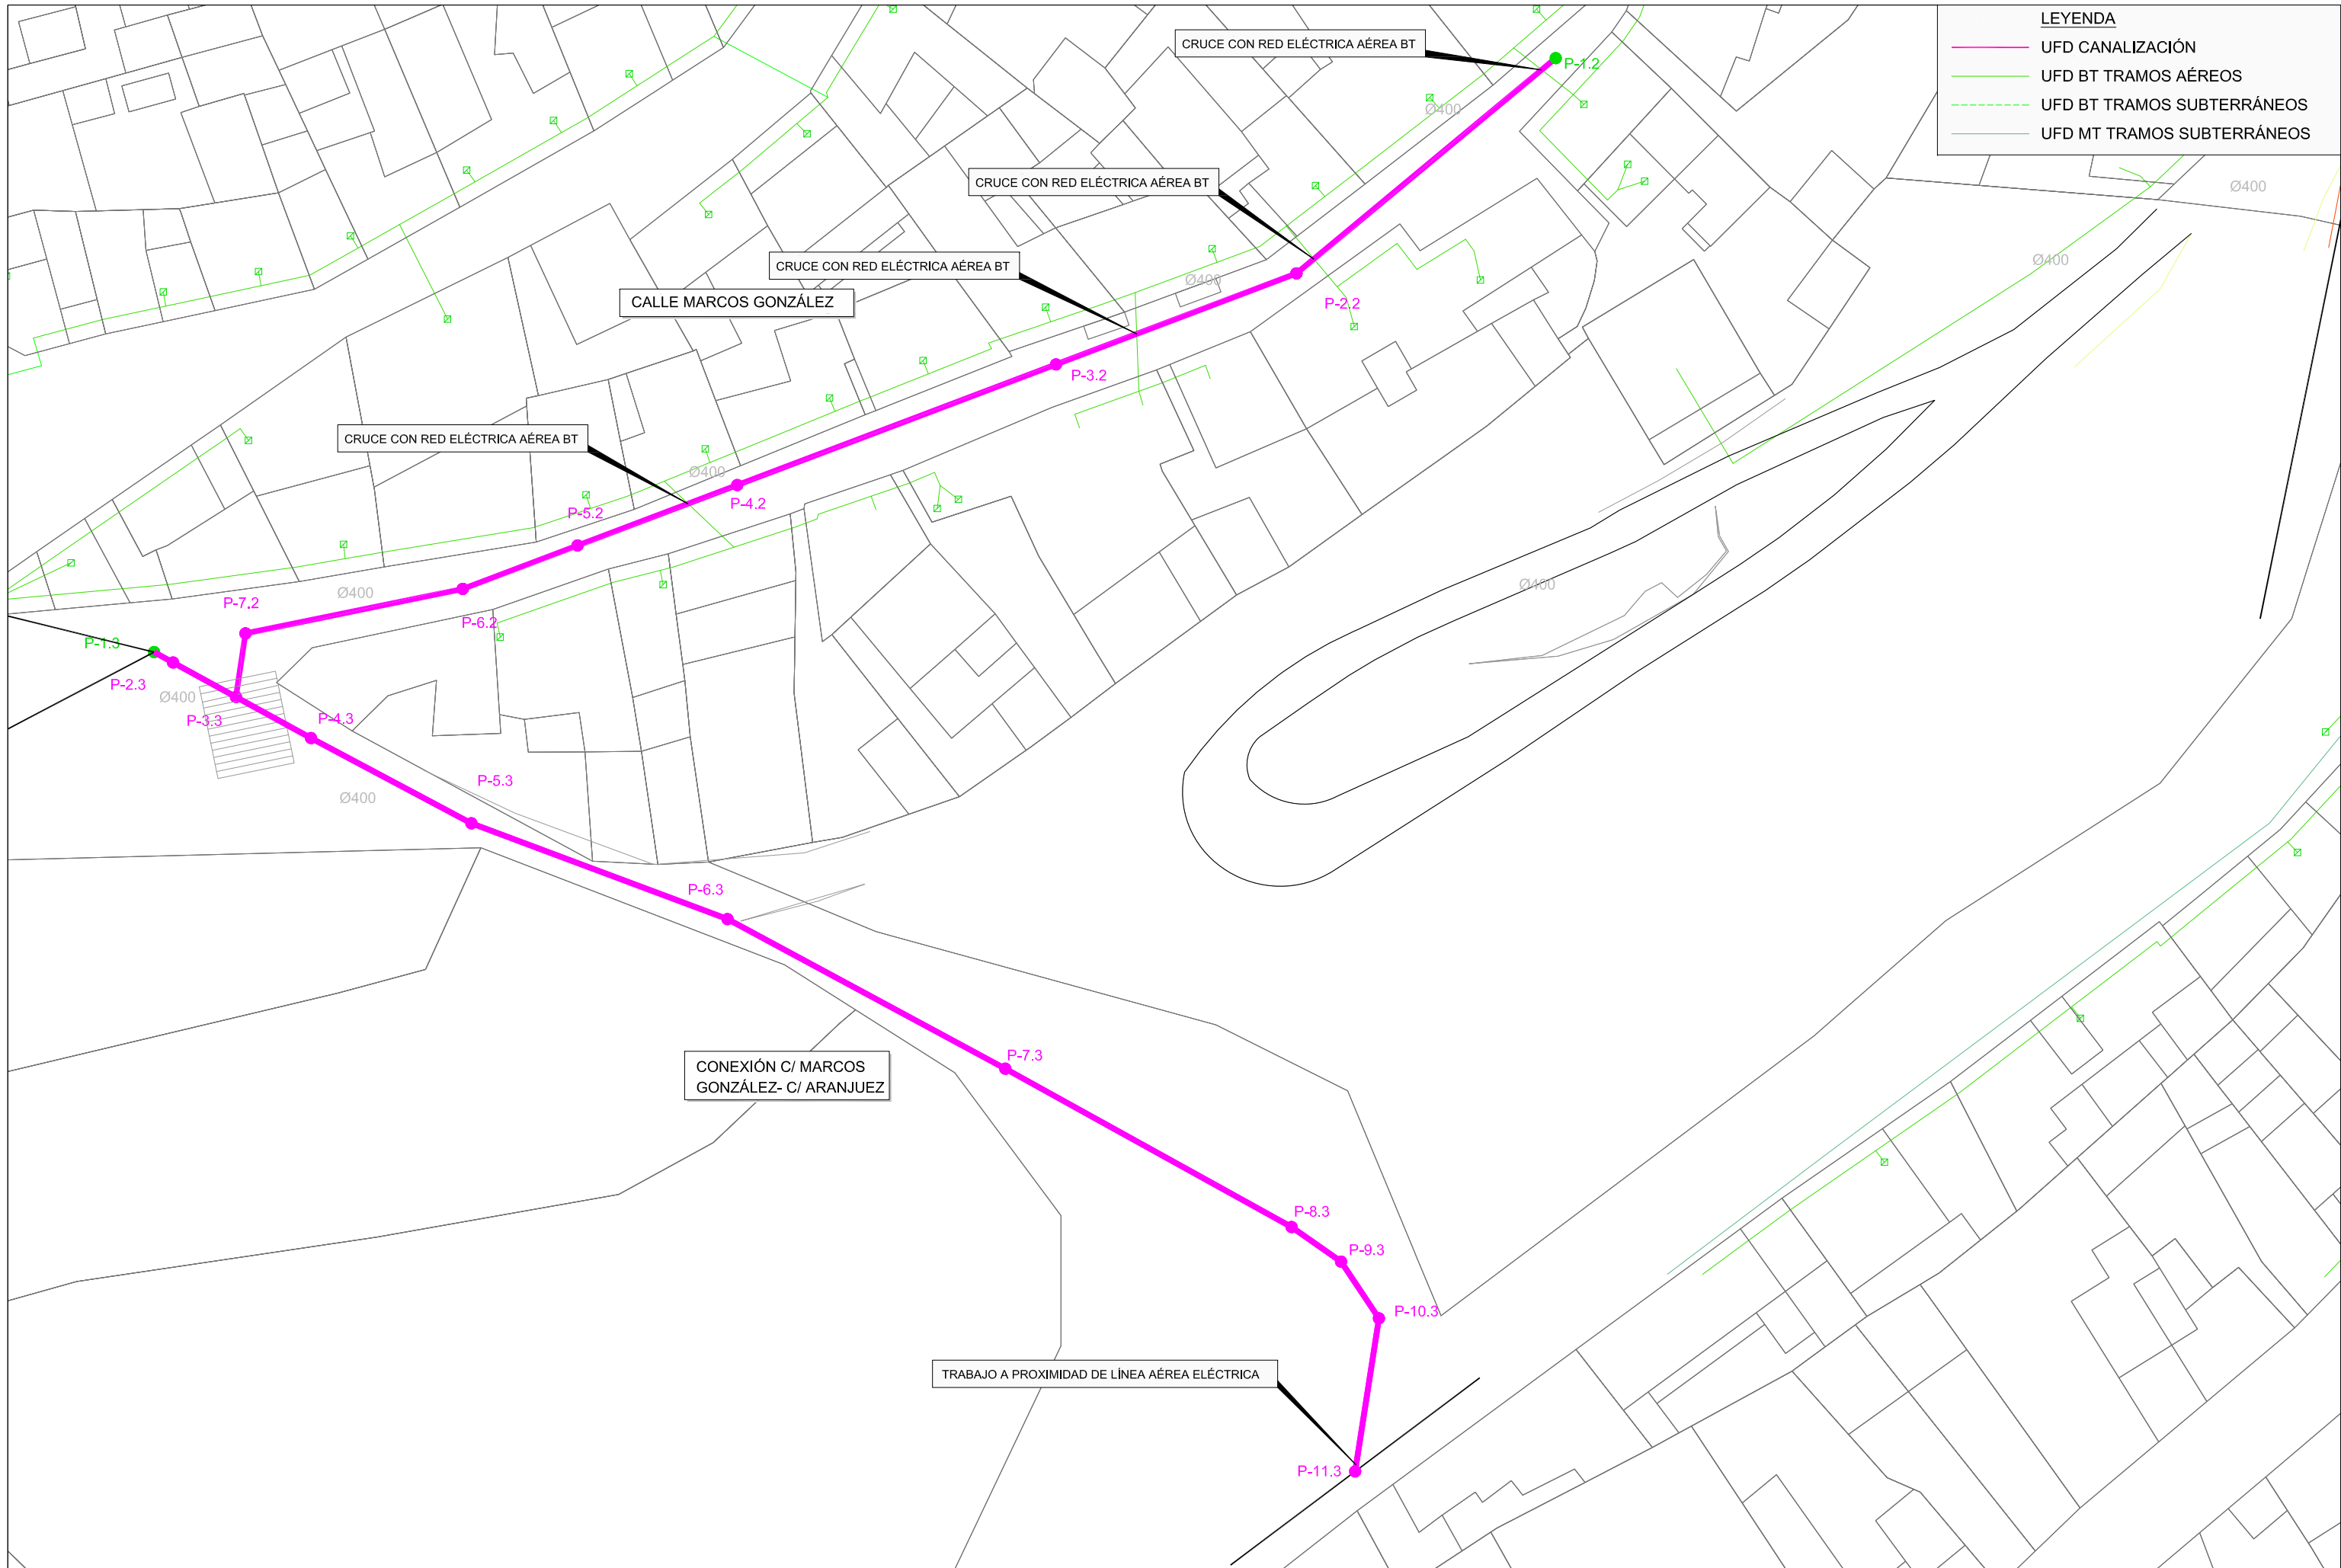 LEYENDA
UFD CANALIZACIÓN
UFD BT TRAMOS AÉREOS
UFD BT TRAMOS SUBTERRÁNEOS
UFD MT TRAMOS SUBTERRÁNEOS
CRUCE CON RED ELÉCTRICA AÉREA BT
P-1.2
Ø400
CRUCE CON RED ELÉCTRICA AÉREA BT
Ø400
CRUCE CON RED ELÉCTRICA AÉREA BT
Ø400
Ø400
CALLE MARCOS GONZÁLEZ
P-2.2
P-3.2
CRUCE CON RED ELÉCTRICA AÉREA BT
Ø400
P-4.2
P-5.2
Ø400
Ø400
P-7.2
P-6.2
P-1.3
P-2.3
Ø400
P-3.3
P-4.3
P-5.3
Ø400
P-6.3
P-7.3
CONEXIÓN C/ MARCOS
GONZÁLEZ- C/ ARANJUEZ
P-8.3
P-9.3
P-10.3
TRABAJO A PROXIMIDAD DE LÍNEA AÉREA ELÉCTRICA
P-11.3